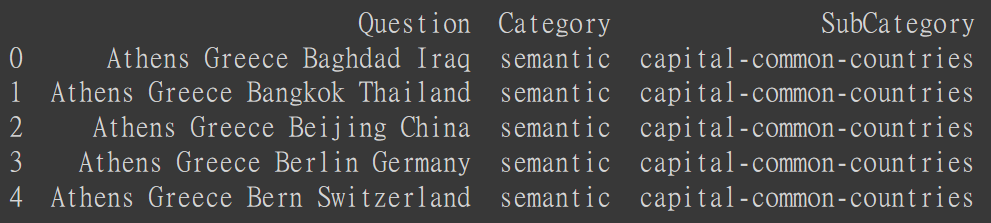 Question Category SubCategory
0 Athens Greece Baghdad Iraq semantic capital-common-countries
1 Athens Greece Bangkok Thailand semantic capital-common-countries
2 Athens Greece Beijing China semantic capital-common-countries
3 Athens Greece Berlin Germany semantic capital-common-countries
4 Athens Greece Bern Switzerland semantic capital-common-countries